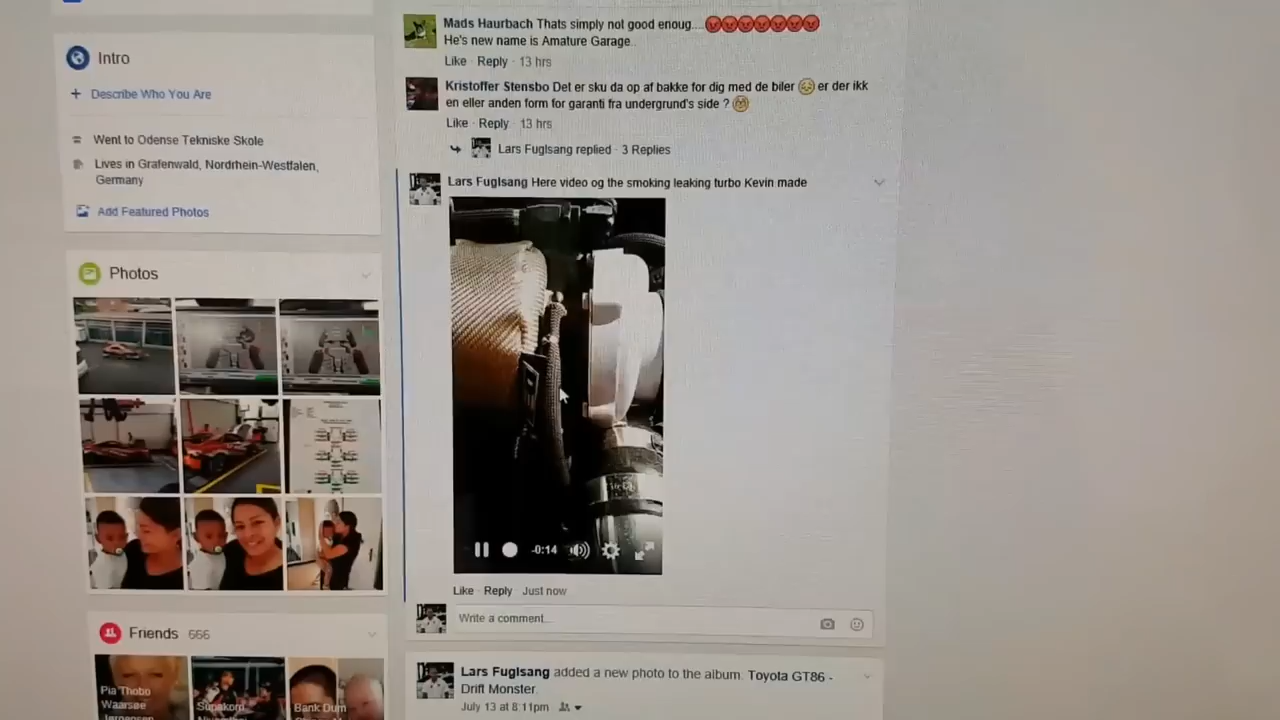 Intro
Describe Who You Are
Went to Odense Tekniske Skole
Lives in Grafenwald, Nordrhein-Westfalen,
Germany
Add Featured Photos
Photos
Friends 666
Pia Thobo
Waarsøe
Bank Dum
Mads Haurbach Thats simply not good enoug...
He's new name is Amature Garage.
Like · Reply · 13 hrs
Kristoffer Stensbo Det er sku da op af bakke for dig med de biler er der ikk
en eller anden form for garanti fra undergrund's side ?
Like · Reply · 13 hrs
Lars Fuglsang replied · 3 Replies
Lars Fuglsang Here video og the smoking leaking turbo Kevin made
-0:14
Like · Reply · Just now
Write a comment...
Lars Fuglsang added a new photo to the album: Toyota GT86 -
Drift Monster.
July 13 at 8:11pm